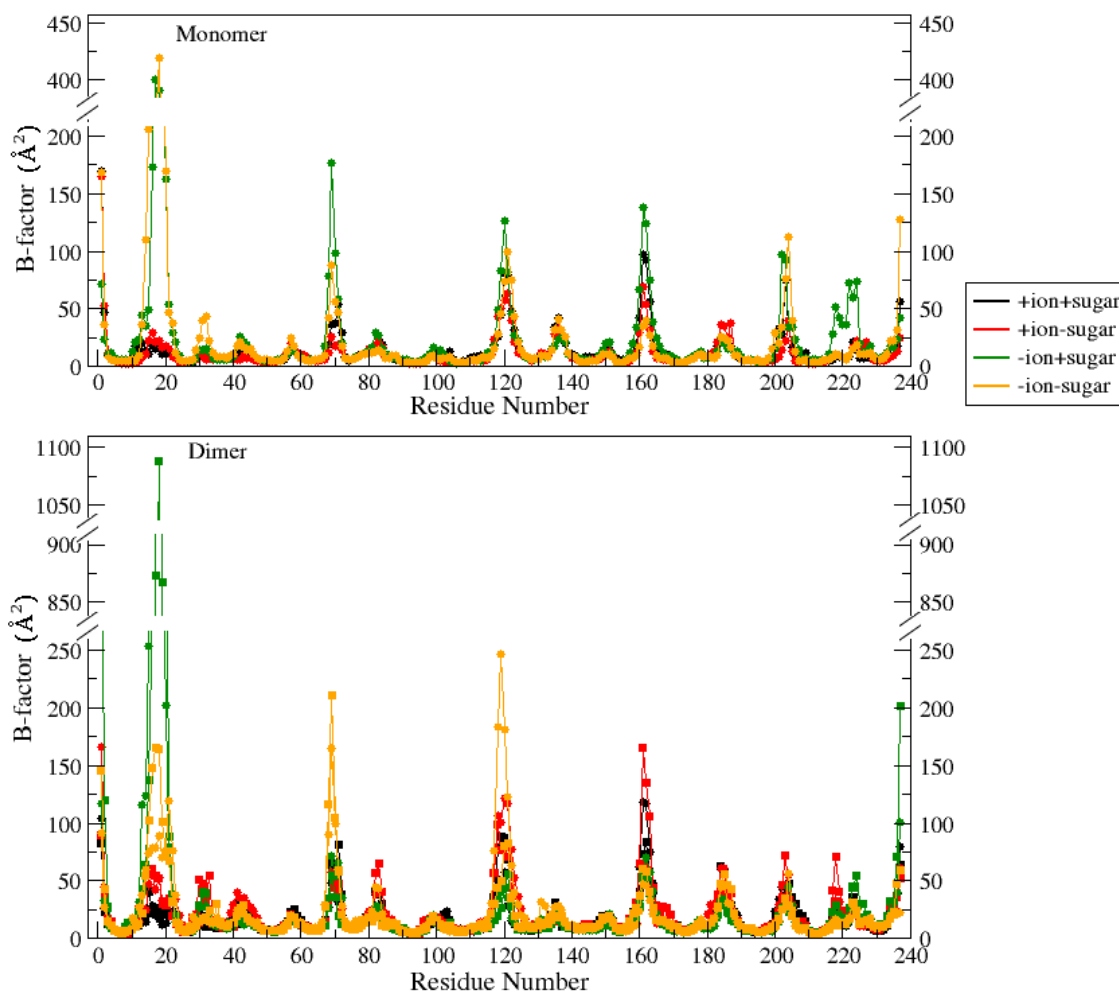 Monomer
450 450
400 400
200 200
150 150
100 100
50 50
0 0
B-factor (Å²)
0 20 40 60 80 100 120 140 160 180 200 220 240
Residue Number
+ion+sugar
+ion-sugar
-ion+sugar
-ion-sugar
Dimer
1100 1100
1050 1050
900 900
850 850
250 250
200 200
150 150
100 100
50 50
0 0
B-factor (Å²)
0 20 40 60 80 100 120 140 160 180 200 220 240
Residue Number